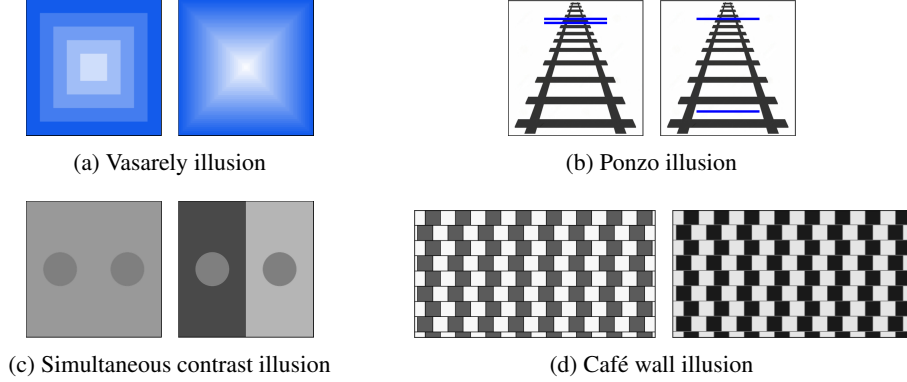 (a) Vasarely illusion
(b) Ponzo illusion
(c) Simultaneous contrast illusion
(d) Café wall illusion